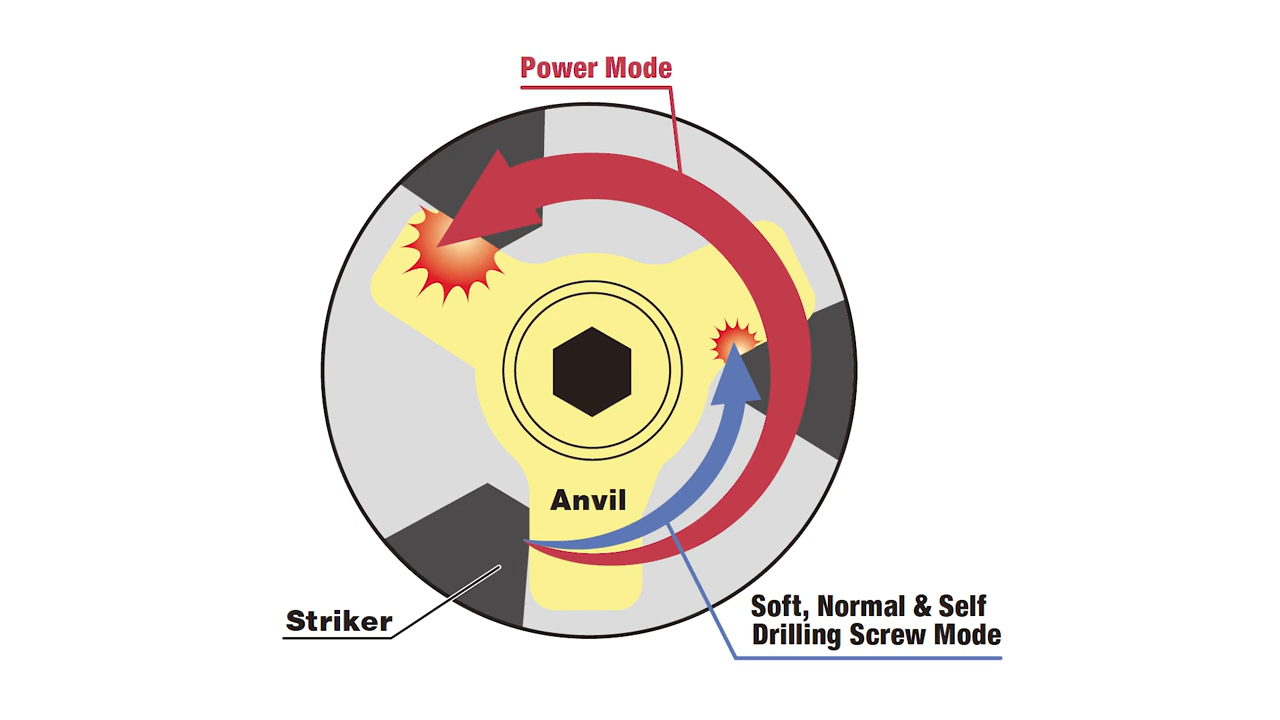 Power Mode
Anvil
Striker
Soft, Normal & Self
Drilling Screw Mode